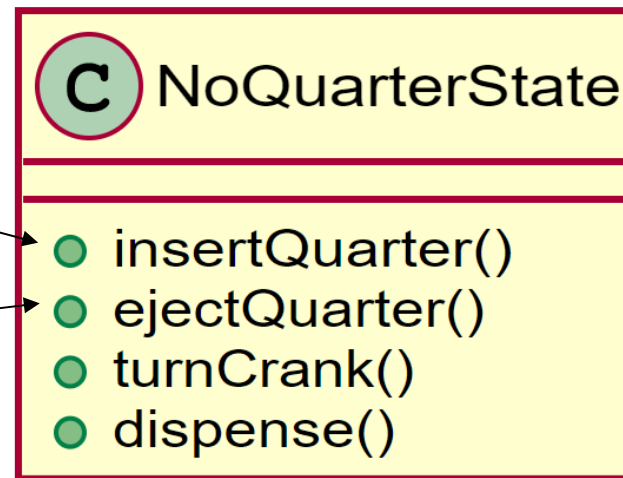 C NoQuarterState
insertQuarter()
ejectQuarter()
turnCrank()
dispense()